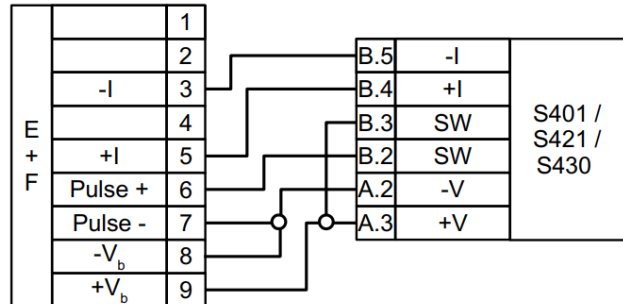 1
2 B.5 -I
-I 3 B.4 +I
4 B.3 SW
+I 5 B.2 SW
Pulse + 6 A.2 -V
Pulse - 7 A.3 +V
-Vb 8
+Vb 9
E
+
F
S401 /
S421 /
S430